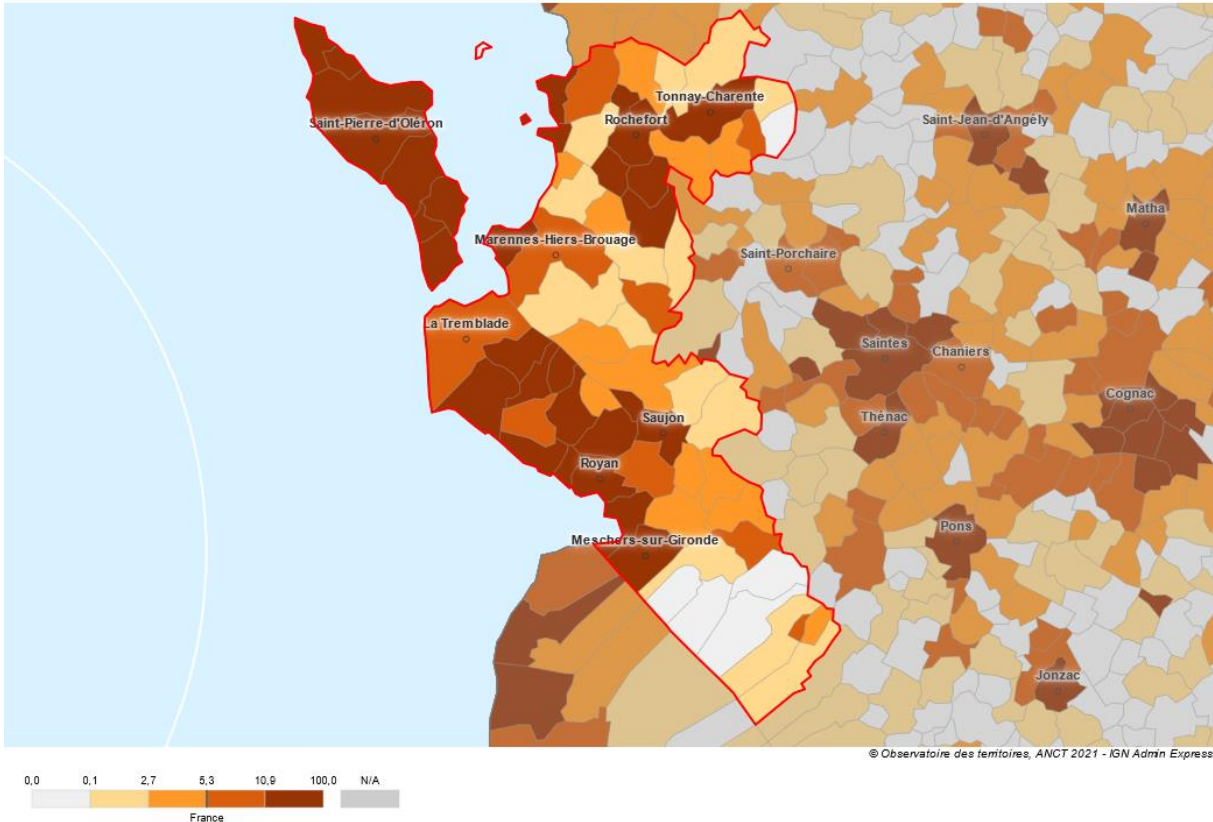 Tonnay-Charente
Saint-Pierre-d'Oléron
Rochefort
Saint-Jean-d'Angély
Matha
Marennes-Hiers-Brouage
Saint-Porchaire
La Tremblade
Saintes
Chaniers
Cognac
Saujon
Thénac
Royan
Pons
Meschers-sur-Gironde
Jonzac
© Observatoire des territoires, ANCT 2021 - IGN Admin Express
0,0 0,1 2,7 5,3 10,9 100,0 N/A
France